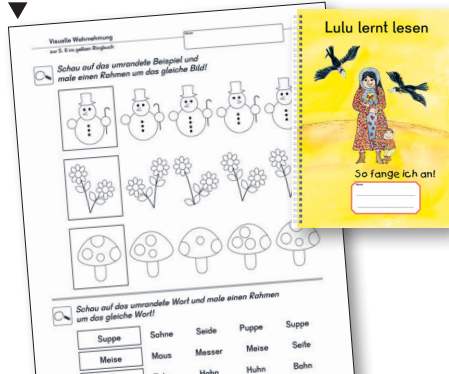 Visuelle Wahrnehmung
zur S. 8 im gelben Ringbuch
Name
Schau auf das umrandete Beispiel und
male einen Rahmen um das gleiche Bild!
Schau auf das umrandete Wort und male einen Rahmen
um das gleiche Wort!
Suppe Sahne Seide Puppe Suppe
Meise Maus Messer Meise Seife
Hahn Huhn Bahn
Lulu lernt lesen
So fange ich an!